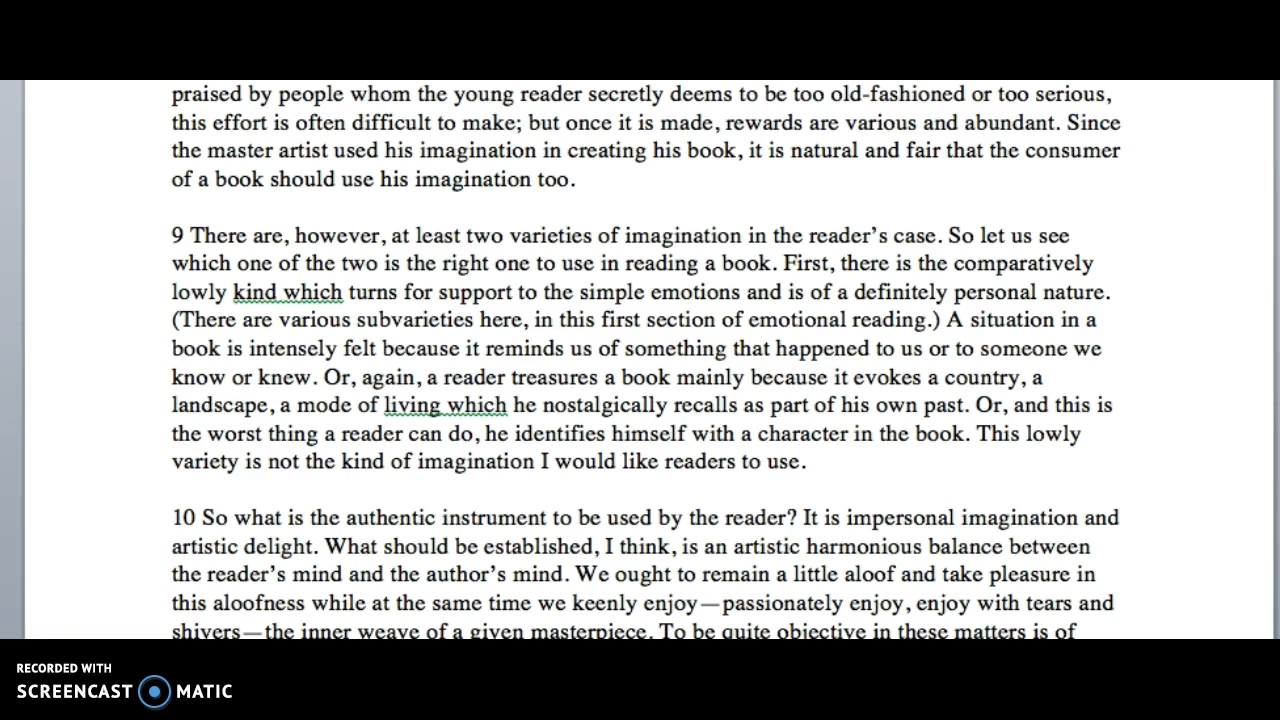 praised by people whom the young reader secretly deems to be too old-fashioned or too serious,
this effort is often difficult to make; but once it is made, rewards are various and abundant. Since
the master artist used his imagination in creating his book, it is natural and fair that the consumer
of a book should use his imagination too.
9 There are, however, at least two varieties of imagination in the reader’s case. So let us see
which one of the two is the right one to use in reading a book. First, there is the comparatively
lowly kind which turns for support to the simple emotions and is of a definitely personal nature.
(There are various subvarieties here, in this first section of emotional reading.) A situation in a
book is intensely felt because it reminds us of something that happened to us or to someone we
know or knew. Or, again, a reader treasures a book mainly because it evokes a country, a
landscape, a mode of living which he nostalgically recalls as part of his own past. Or, and this is
the worst thing a reader can do, he identifies himself with a character in the book. This lowly
variety is not the kind of imagination I would like readers to use.
10 So what is the authentic instrument to be used by the reader? It is impersonal imagination and
artistic delight. What should be established, I think, is an artistic harmonious balance between
the reader’s mind and the author’s mind. We ought to remain a little aloof and take pleasure in
this aloofness while at the same time we keenly enjoy—passionately enjoy, enjoy with tears and
shivers—the inner weave of a given masterpiece. To be quite objective in these matters is of
RECORDED WITH
SCREENCAST MATIC